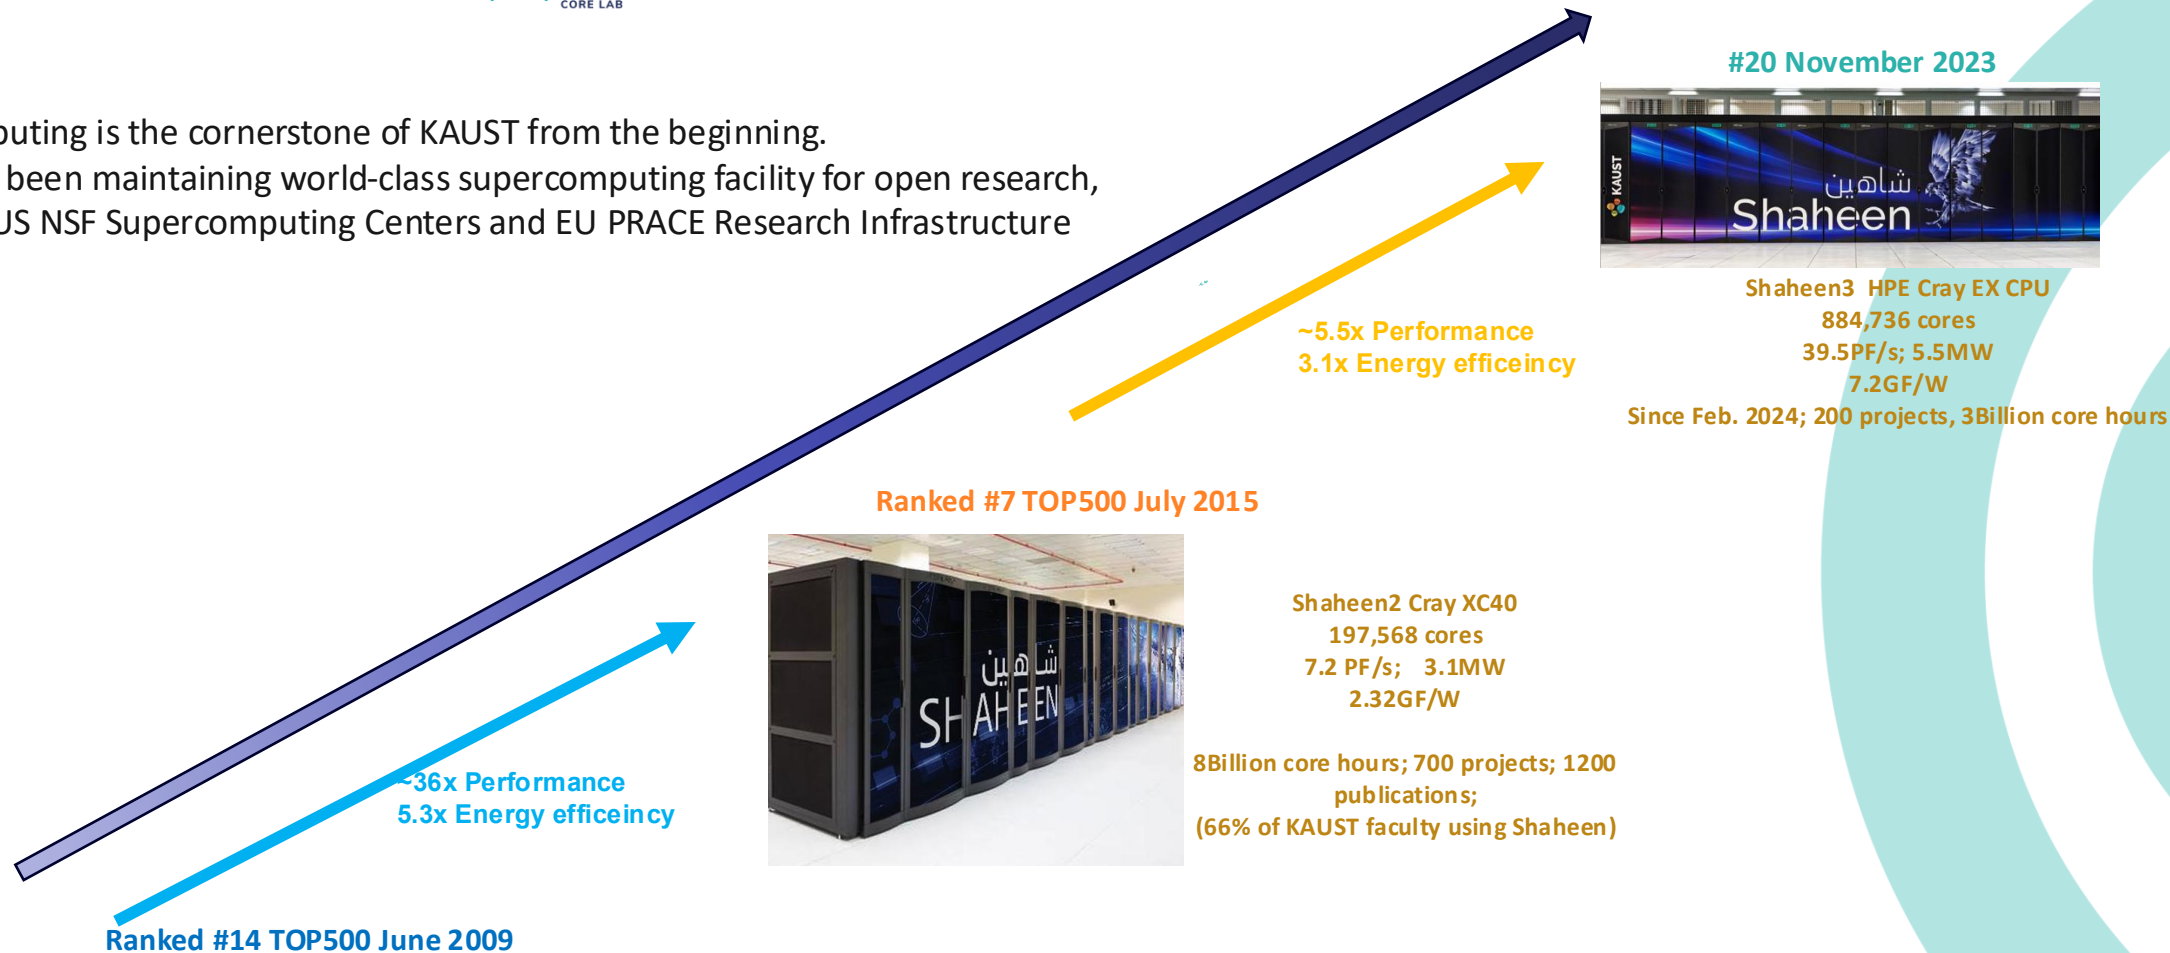 CORE LAB
#20 November 2023
puting is the cornerstone of KAUST from the beginning.
been maintaining world-class supercomputing facility for open research,
US NSF Supercomputing Centers and EU PRACE Research Infrastructure
KAUST
شاهين
Shaheen
Shaheen3 HPE Cray EX CPU
884,736 cores
39.5PF/s; 5.5MW
7.2GF/W
Since Feb. 2024; 200 projects, 3Billion core hours
~5.5x Performance
3.1x Energy efficeincy
Ranked #7 TOP500 July 2015
شاهين
SHAHEEN
Shaheen2 Cray XC40
197,568 cores
7.2 PF/s; 3.1MW
2.32GF/W
8Billion core hours; 700 projects; 1200
publications;
(66% of KAUST faculty using Shaheen)
~36x Performance
5.3x Energy efficeincy
Ranked #14 TOP500 June 2009